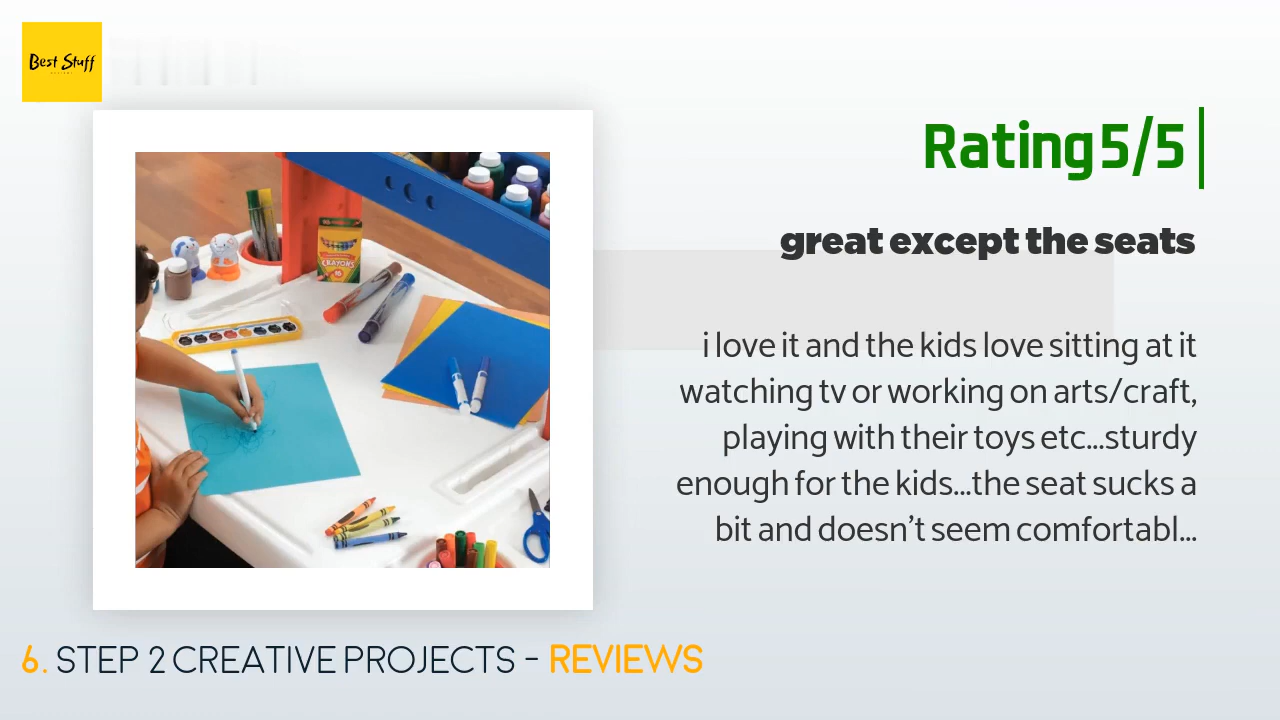 Best Stuff
Rating 5/5
great except the seats
i love it and the kids love sitting at it
watching tv or working on arts/craft,
playing with their toys etc...sturdy
enough for the kids...the seat sucks a
bit and doesn't seem comfortabl...
CRAYONS
6. STEP 2 CREATIVE PROJECTS - REVIEWS